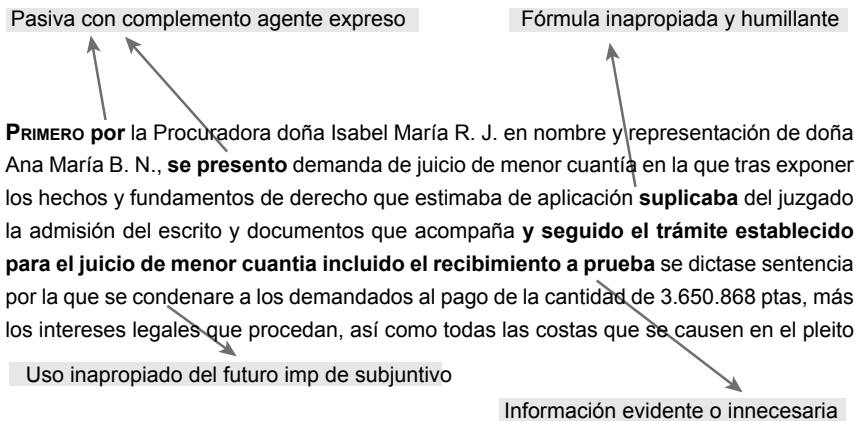 Pasiva con complemento agente expreso
Fórmula inapropiada y humillante
PRIMERO por la Procuradora doña Isabel María R. J. en nombre y representación de doña
Ana María B. N., se presento demanda de juicio de menor cuantía en la que tras exponer
los hechos y fundamentos de derecho que estimaba de aplicación suplicaba del juzgado
la admisión del escrito y documentos que acompaña y seguido el trámite establecido
para el juicio de menor cuantia incluido el recibimiento a prueba se dictase sentencia
por la que se condenare a los demandados al pago de la cantidad de 3.650.868 ptas, más
los intereses legales que procedan, así como todas las costas que se causen en el pleito
Uso inapropiado del futuro imp de subjuntivo
Información evidente o innecesaria